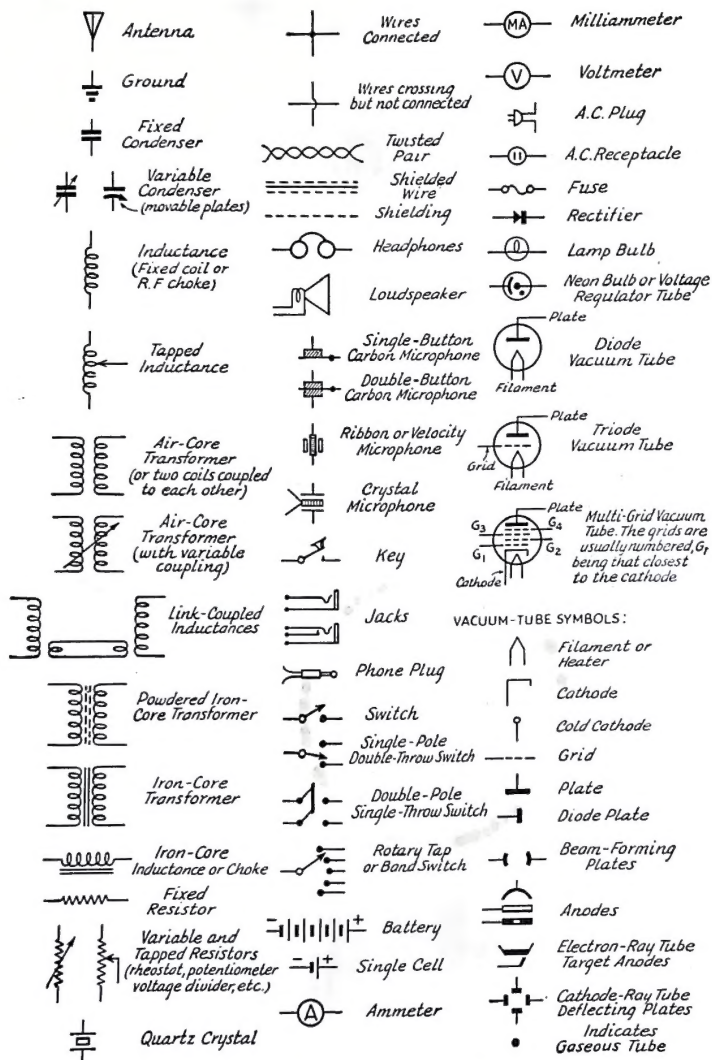 Antenna
Ground
Fixed
Condenser
Variable
Condenser
(movable plates)
Inductance
(Fixed coil or
R.F choke)
Tapped
Inductance
Air-Core
Transformer
(or two coils coupled
to each other)
Air-Core
Transformer
(with variable
coupling)
Link-Coupled
Inductances
Powdered Iron-
Core Transformer
Iron-Core
Transformer
Iron-Core
Inductance or Choke
Fixed
Resistor
Variable and
Tapped Resistors
(rheostat, potentiometer
voltage divider, etc.)
Quartz Crystal
Wires
Connected
Wires crossing
but not connected
Twisted
Pair
Shielded
Wire
Shielding
Headphones
Loudspeaker
Single-Button
Carbon Microphone
Double-Button
Carbon Microphone
Ribbon or Velocity
Microphone
Crystal
Microphone
Key
Jacks
Phone Plug
Switch
Single-Pole
Double-Throw Switch
Double-Pole
Single-Throw Switch
Rotary Tap
or Band Switch
- + Battery
- + Single Cell
A Ammeter
MA Milliammeter
V Voltmeter
A.C. Plug
A.C. Receptacle
Fuse
Rectifier
Lamp Bulb
Neon Bulb or Voltage
Regulator Tube
Plate
Diode
Vacuum Tube
Filament
Plate
Triode
Vacuum Tube
Grid
Filament
Plate
G3 G4
G1 G2
Cathode
Multi-Grid Vacuum
Tube. The grids are
usually numbered, G1
being that closest
to the cathode
VACUUM-TUBE SYMBOLS:
Filament or
Heater
Cathode
Cold Cathode
Grid
Plate
Diode Plate
Beam-Forming
Plates
Anodes
Electron-Ray Tube
Target Anodes
Cathode-Ray Tube
Deflecting Plates
Indicates
Gaseous Tube